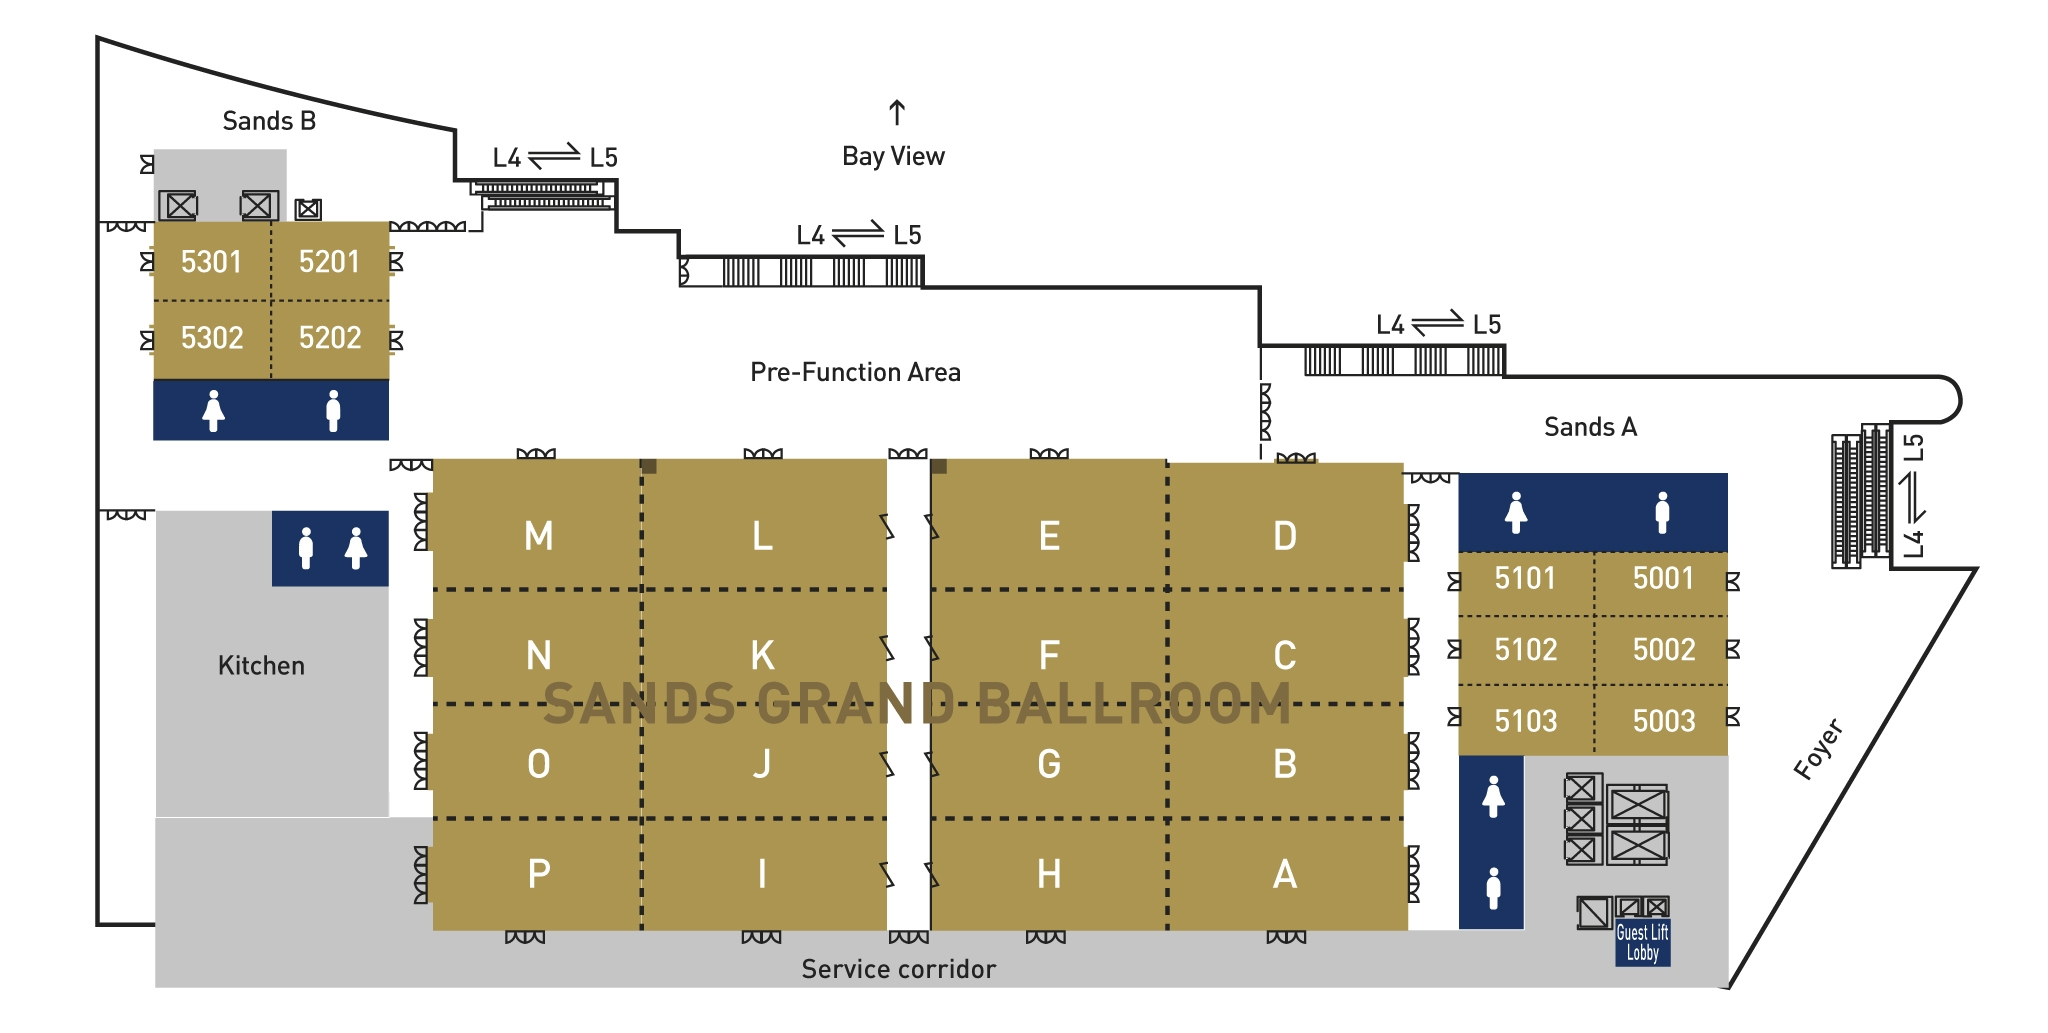 Sands B
L4 L5
Bay View
L4 L5
5301 5201
5302 5202
L4 L5
Pre-Function Area
Sands A
L4 L5
M L E D
5101 5001
N K F C
5102 5002
Kitchen
SANDS GRAND BALLROOM
5103 5003
O J G B
Foyer
P I H A
Guest Lift
Lobby
Service corridor